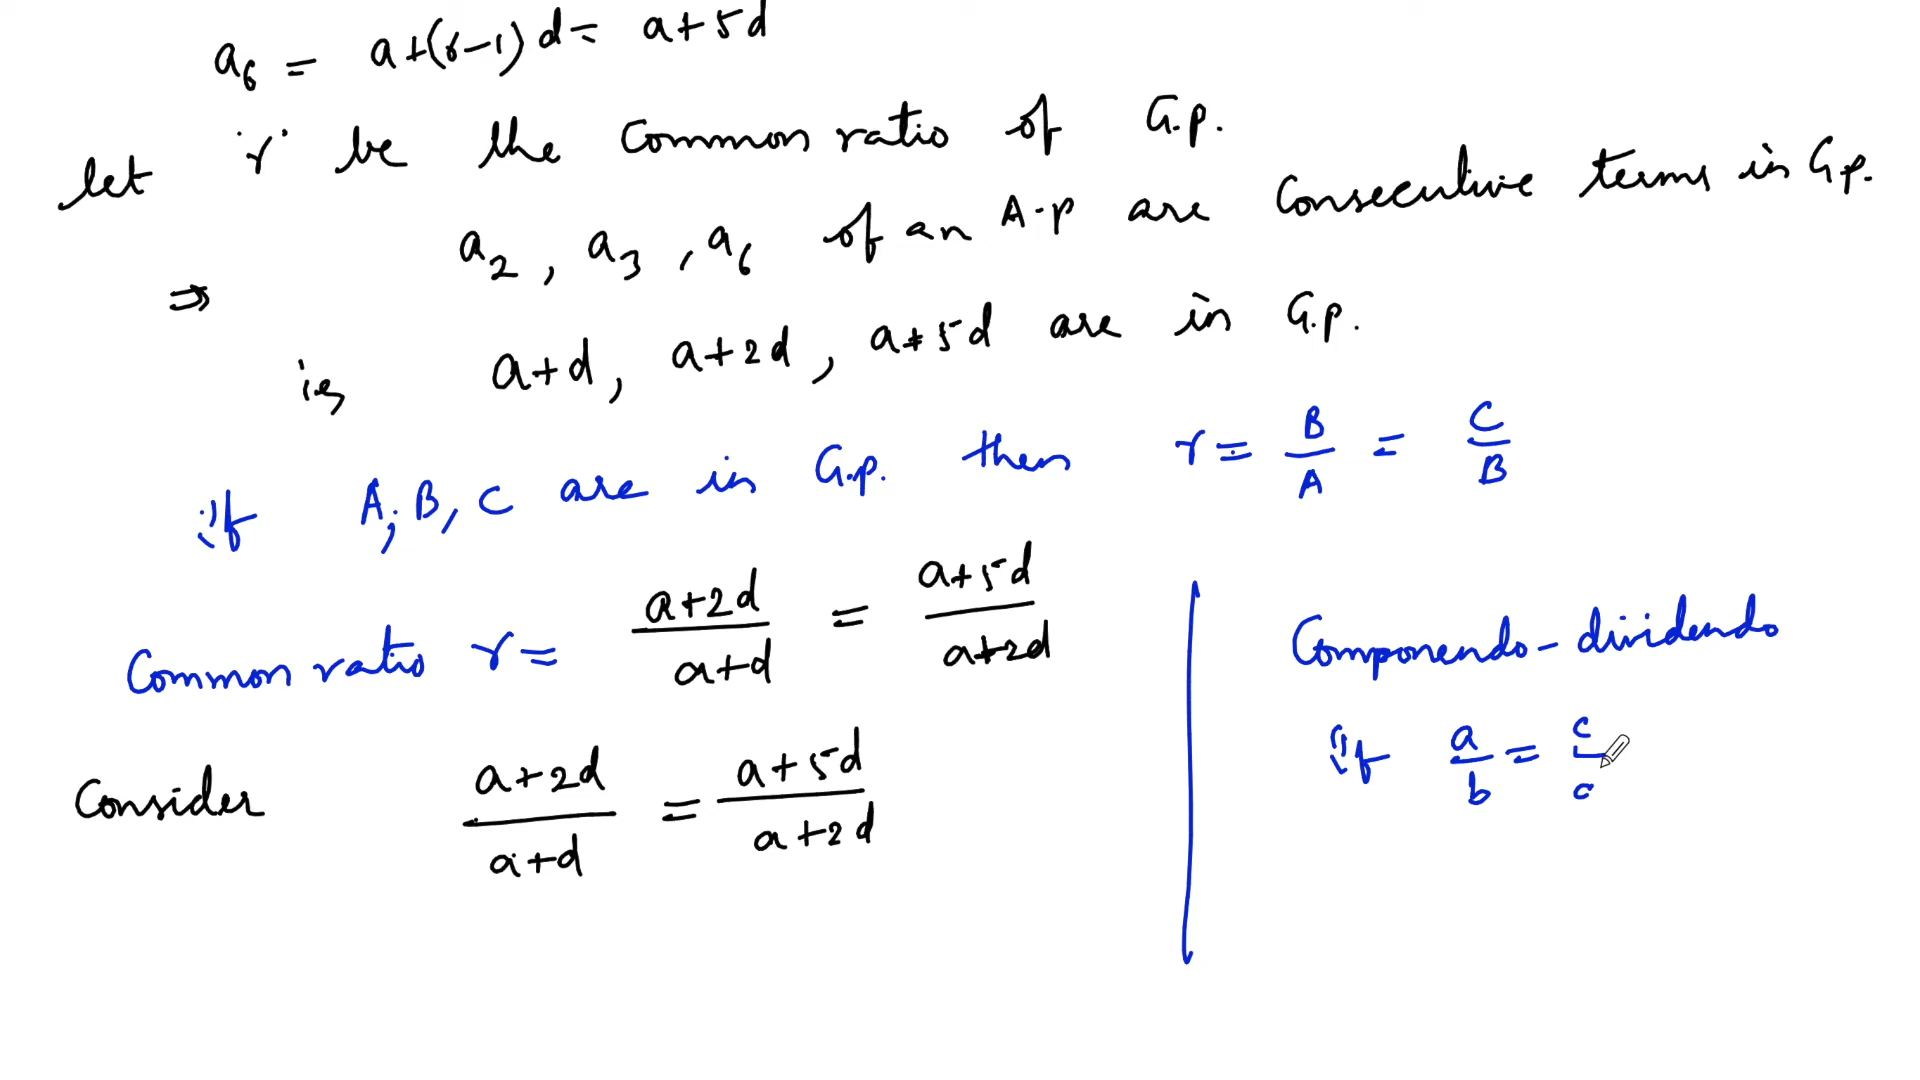 a₆ = a+(6-1)d = a+5d
let 'r' be the Common ratio of G.p.
⇒ a₂, a₃, a₆ of an A.p are Consecutive terms in G.p.
ie, a+d, a+2d, a+5d are in G.p.
if A, B, C are in G.p. then r = B/A = C/B
Common ratio r = (a+2d)/(a+d) = (a+5d)/(a+2d)
Componendo-dividendo
if a/b = c/
Consider (a+2d)/(a+d) = (a+5d)/(a+2d)